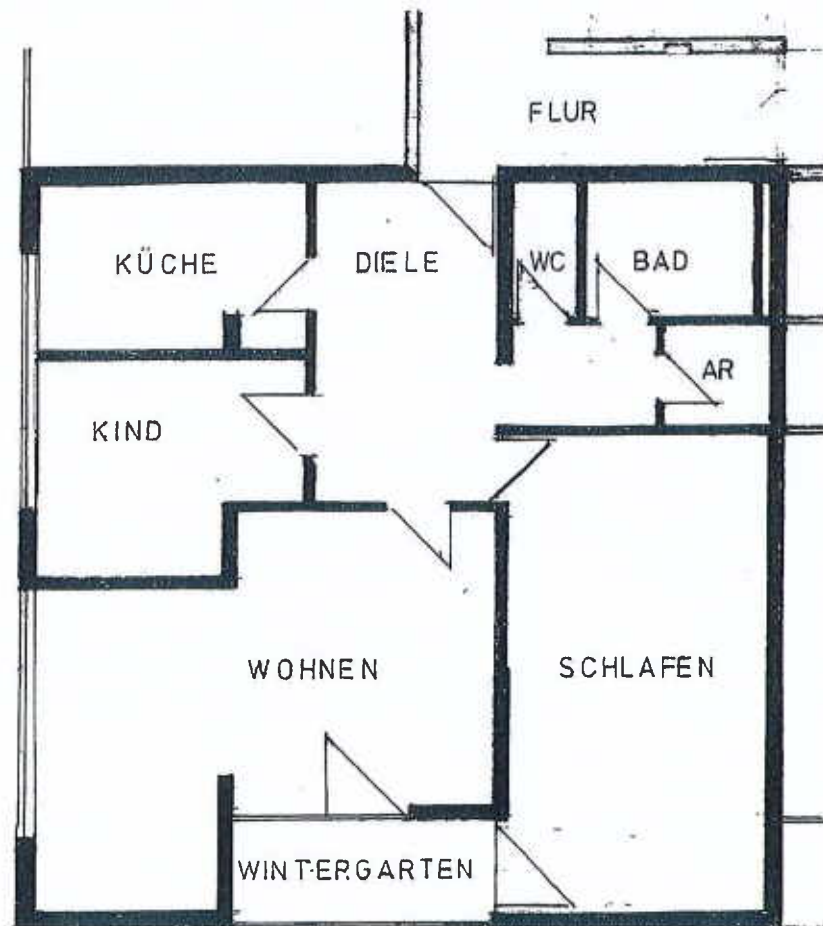 FLUR
KÜCHE
DIELE
WC
BAD
AR
KIND
WOHNEN
SCHLAFEN
WINTERGARTEN